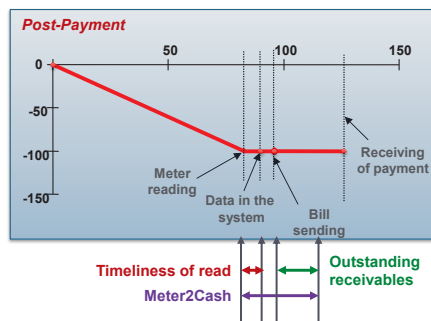 Post-Payment
50
100
150
0
-50
-100
-150
Meter
reading
Data in the
system
Bill
sending
Receiving
of payment
Timeliness of read
Outstanding
receivables
Meter2Cash